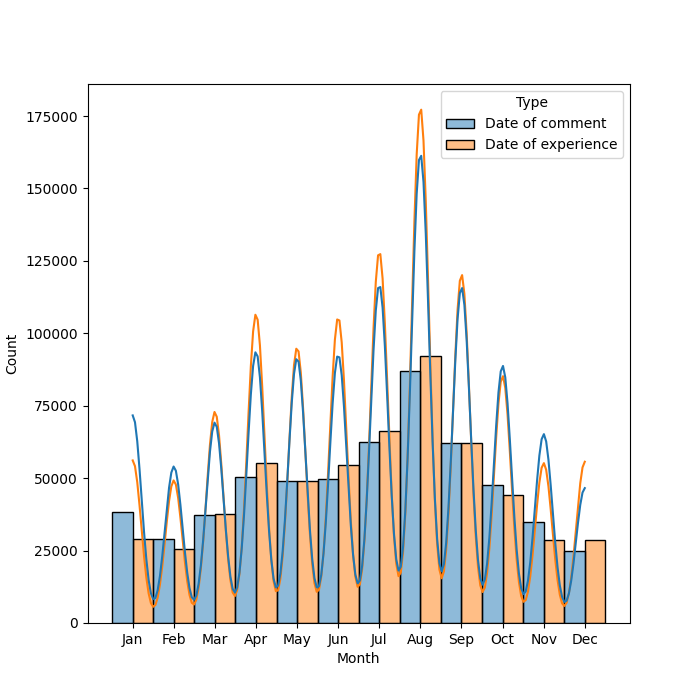 Type
Date of comment
Date of experience
175000
150000
125000
100000
75000
50000
25000
0
Count
Jan Feb Mar Apr May Jun Jul Aug Sep Oct Nov Dec
Month